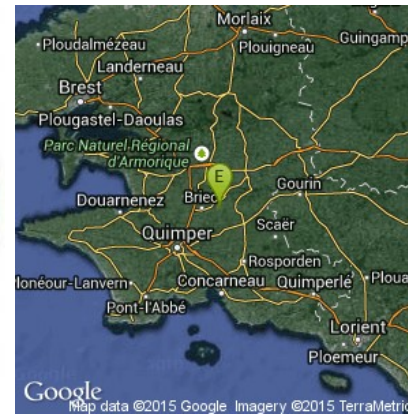 Morlaix
Ploudalmézeau
Plouigneau
Guingamp
Landerneau
Brest
Plougastel-Daoulas
Parc Naturel Régional
d'Armorique
E
Gourin
Douarnenez
Briec
Scaër
Quimper
Rosporden
Plonéour-Lanvern
Concarneau
Quimperlé
Ploua
Pont-l'Abbé
Lorient
Ploemeur
Google
Map data ©2015 Google Imagery ©2015 TerraMetric